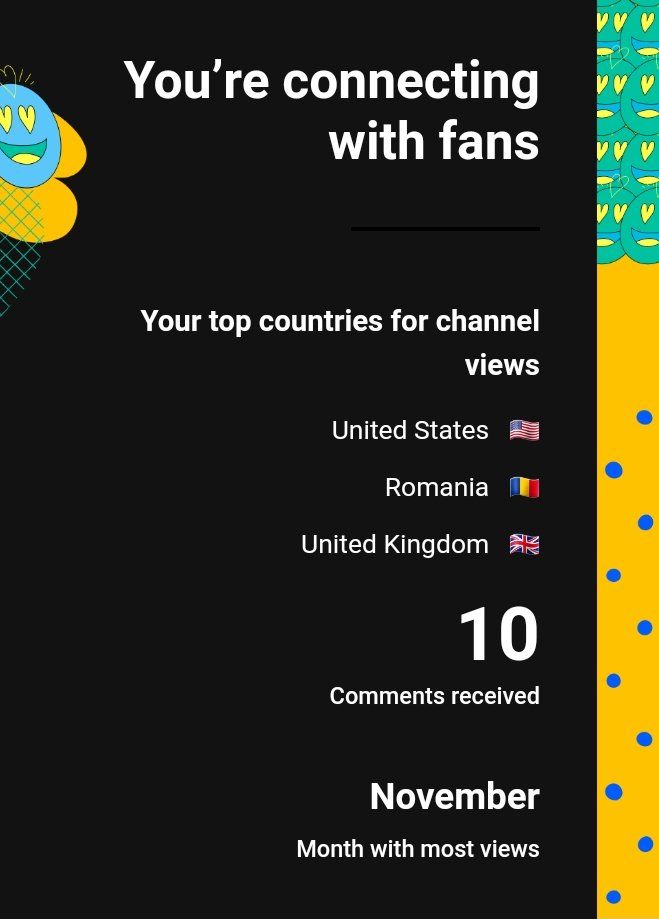 You’re connecting
with fans
Your top countries for channel
views
United States 🇺🇸
Romania 🇷🇴
United Kingdom 🇬🇧
10
Comments received
November
Month with most views